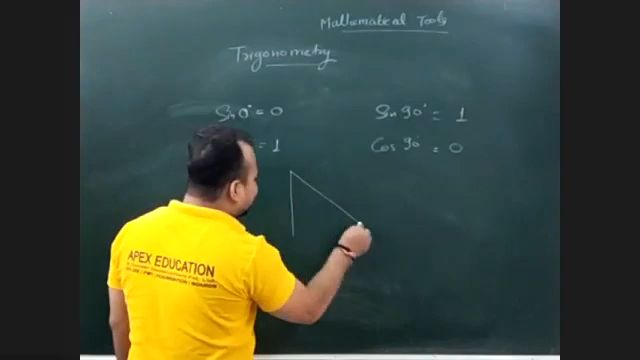 Mathematical Tools
Trigonometry
Sin 0° = 0
Sin 90° = 1
= 1
Cos 90° = 0
APEX EDUCATION